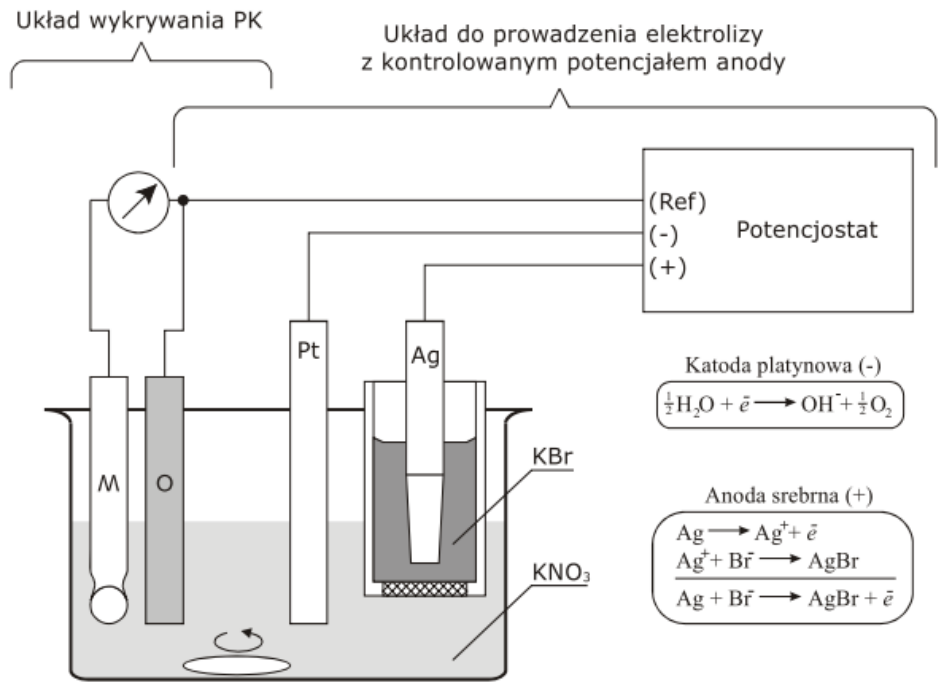 Układ wykrywania PK
Układ do prowadzenia elektrolizy
z kontrolowanym potencjałem anody
(Ref)
(-)
(+)
Potencjostat
Pt
Ag
M
O
KBr
KNO₃
Katoda platynowa (-)
½H₂O + ē → OH⁻ + ½O₂
Anoda srebrna (+)
Ag → Ag⁺ + ē
Ag⁺ + Br⁻ → AgBr
Ag + Br⁻ → AgBr + ē